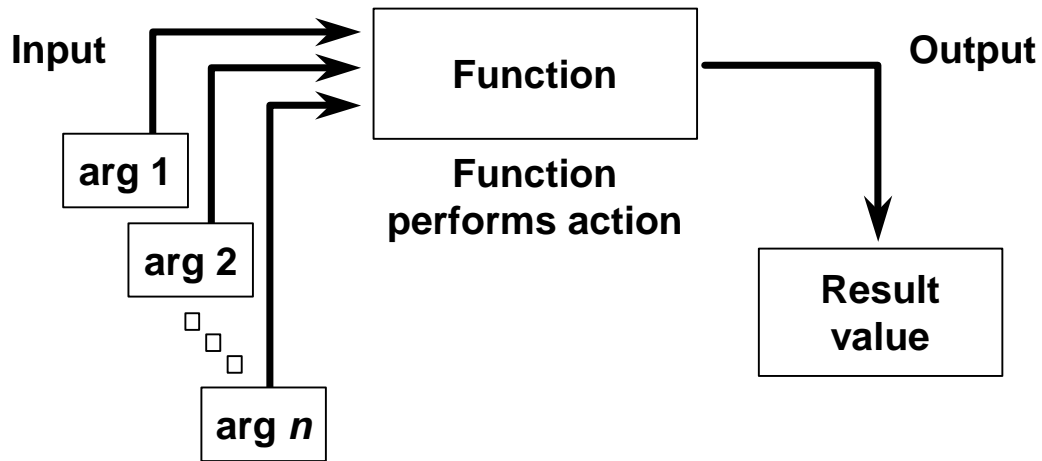 Input
Function
Output
arg 1
Function
performs action
arg 2
Result
value
arg n